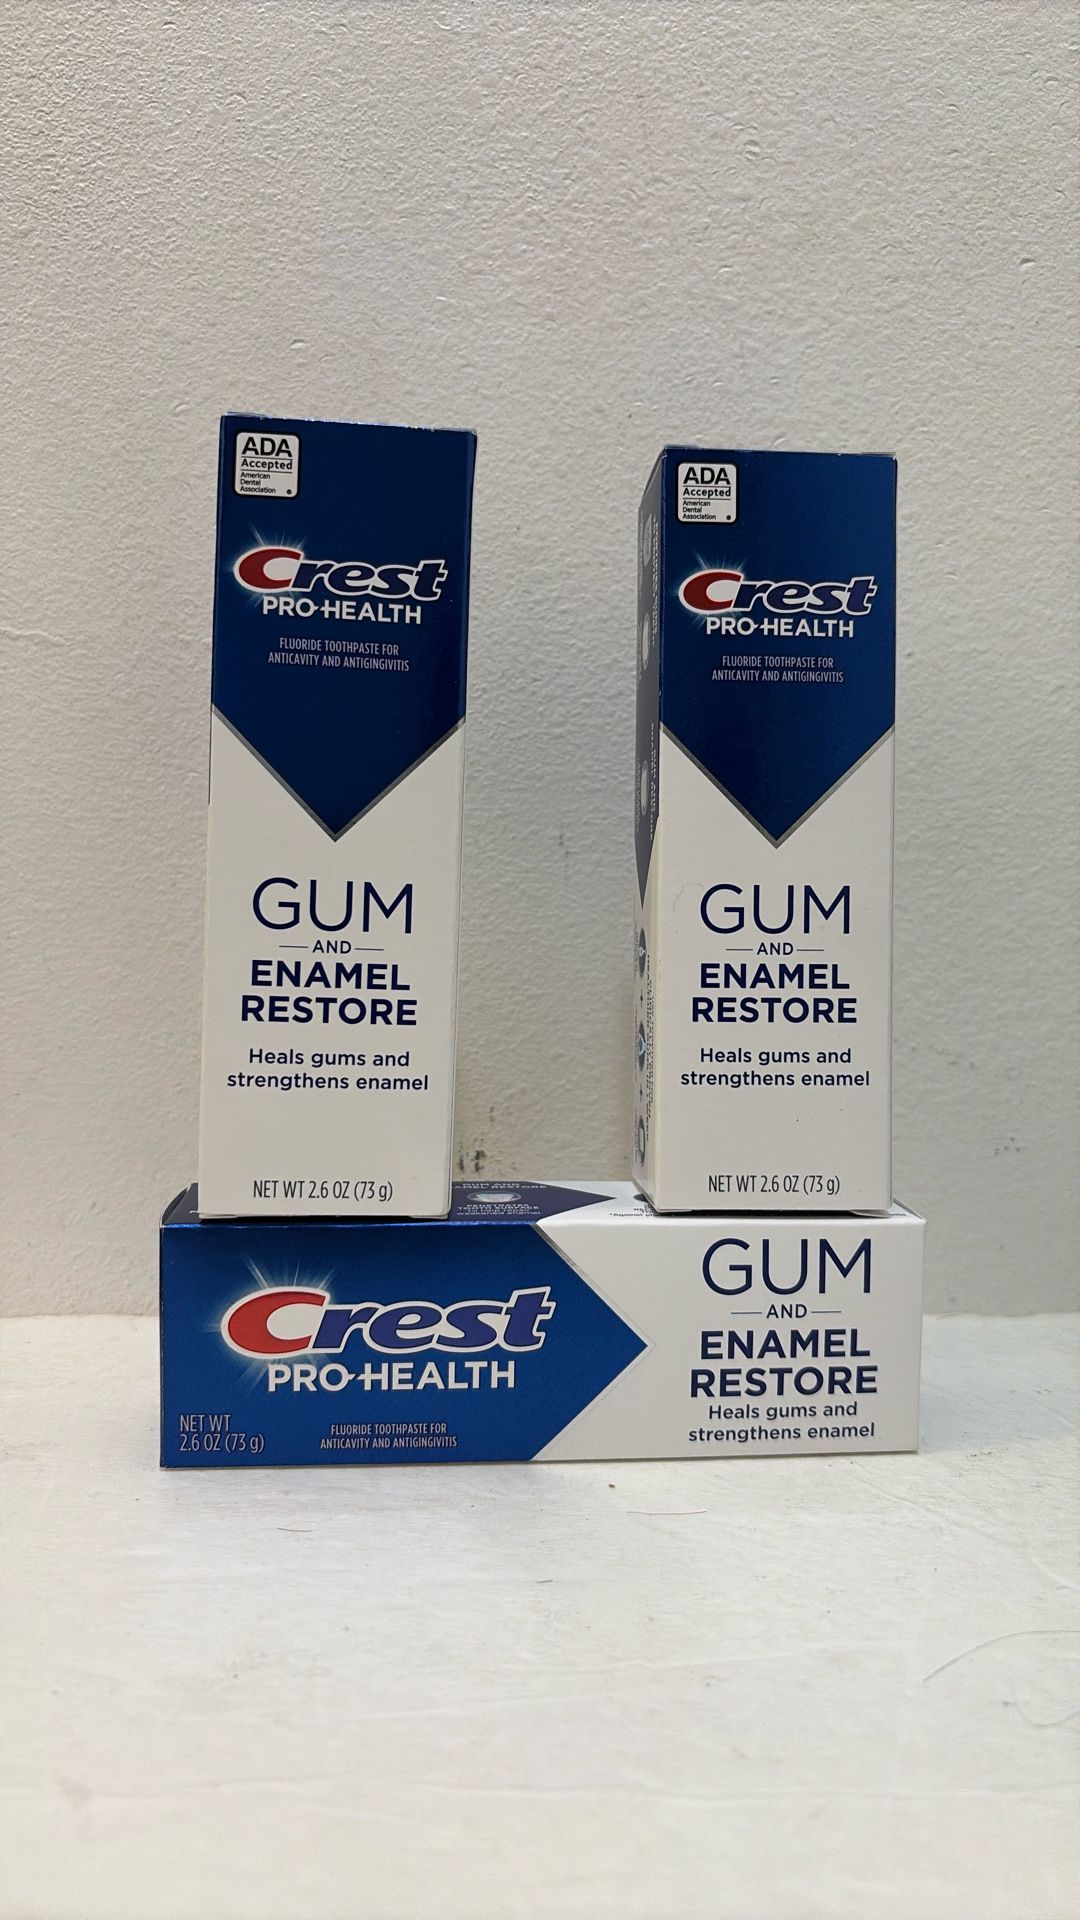 ADA
Accepted
American
Dental
Association
Crest
PRO-HEALTH
FLUORIDE TOOTHPASTE FOR
ANTICAVITY AND ANTIGINGIVITIS
GUM
AND
ENAMEL
RESTORE
Heals gums and
strengthens enamel
NET WT 2.6 OZ (73 g)
ADA
Accepted
American
Dental
Association
Crest
PRO-HEALTH
FLUORIDE TOOTHPASTE FOR
ANTICAVITY AND ANTIGINGIVITIS
GUM
AND
ENAMEL
RESTORE
Heals gums and
strengthens enamel
NET WT 2.6 OZ (73 g)
Crest
PRO-HEALTH
NET WT
2.6 OZ (73 g)
FLUORIDE TOOTHPASTE FOR
ANTICAVITY AND ANTIGINGIVITIS
GUM
AND
ENAMEL
RESTORE
Heals gums and
strengthens enamel